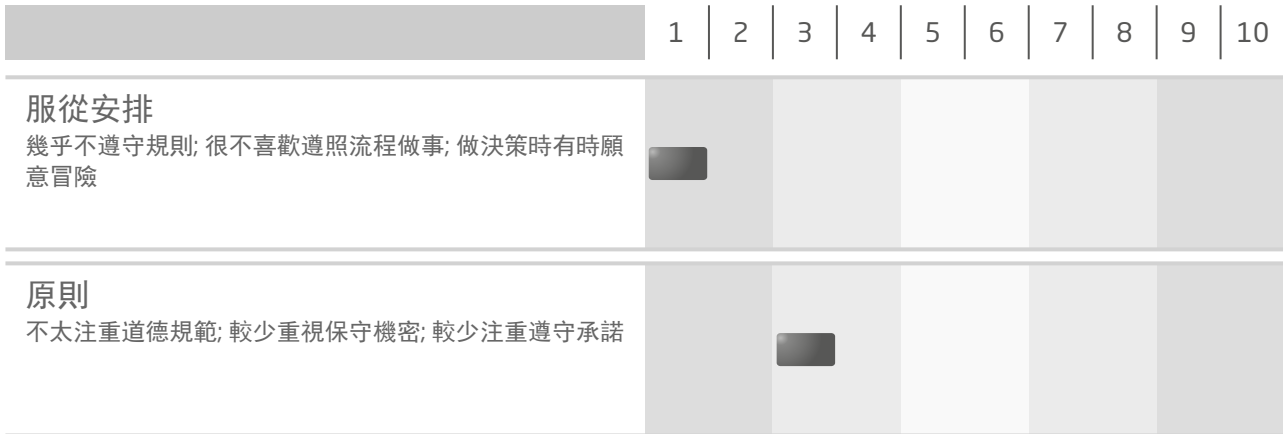 1 2 3 4 5 6 7 8 9 10
服從安排
幾乎不遵守規則; 很不喜歡遵照流程做事; 做決策時有時願
意冒險
原則
不太注重道德規範; 較少重視保守機密; 較少注重遵守承諾